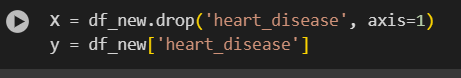 X = df_new.drop('heart_disease', axis=1)
y = df_new['heart_disease']